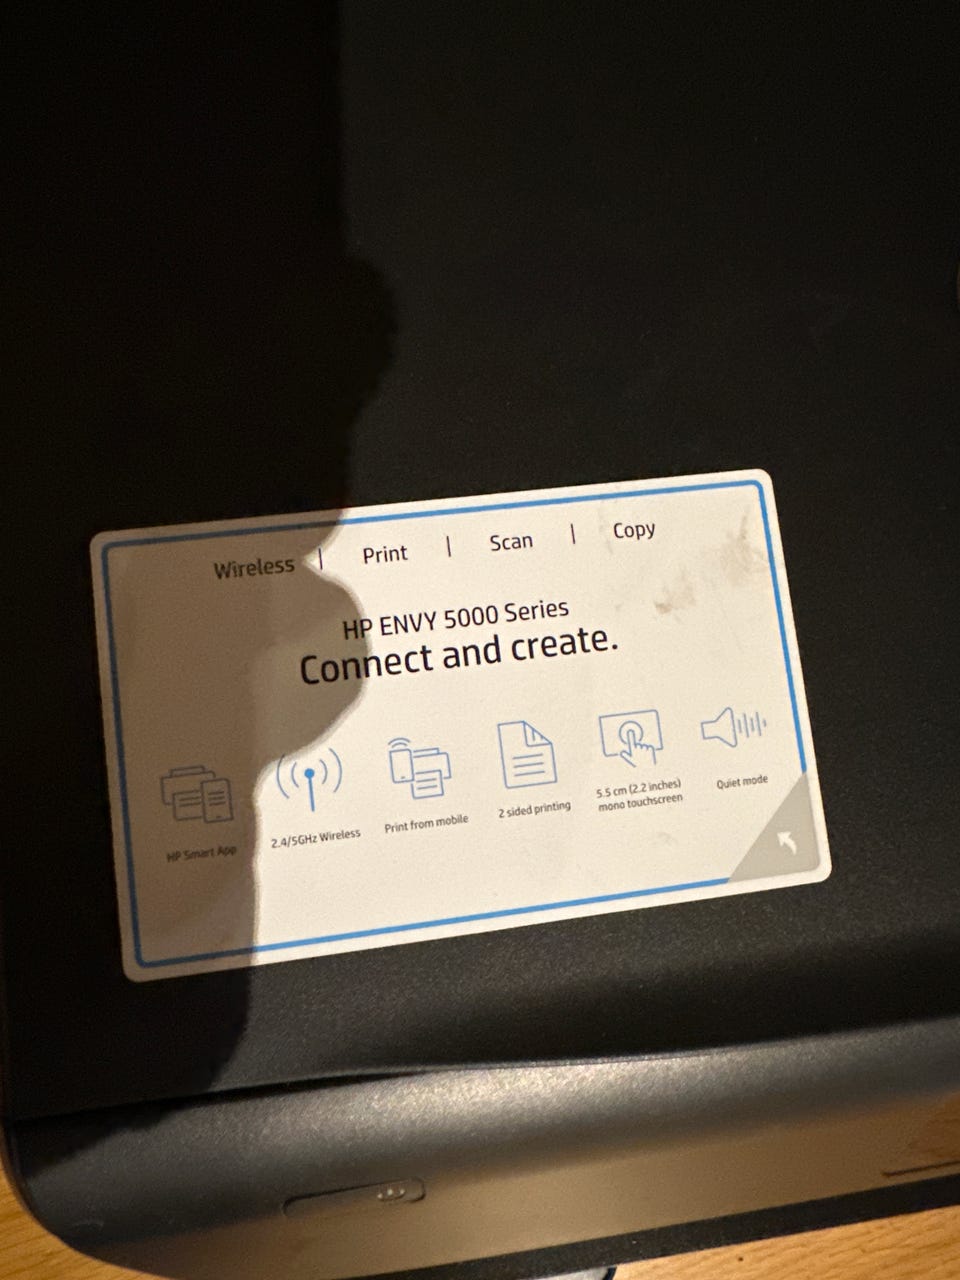 Wireless | Print | Scan | Copy
HP ENVY 5000 Series
Connect and create.
HP Smart App
2.4/5GHz Wireless
Print from mobile
2 sided printing
5.5 cm (2.2 inches)
mono touchscreen
Quiet mode